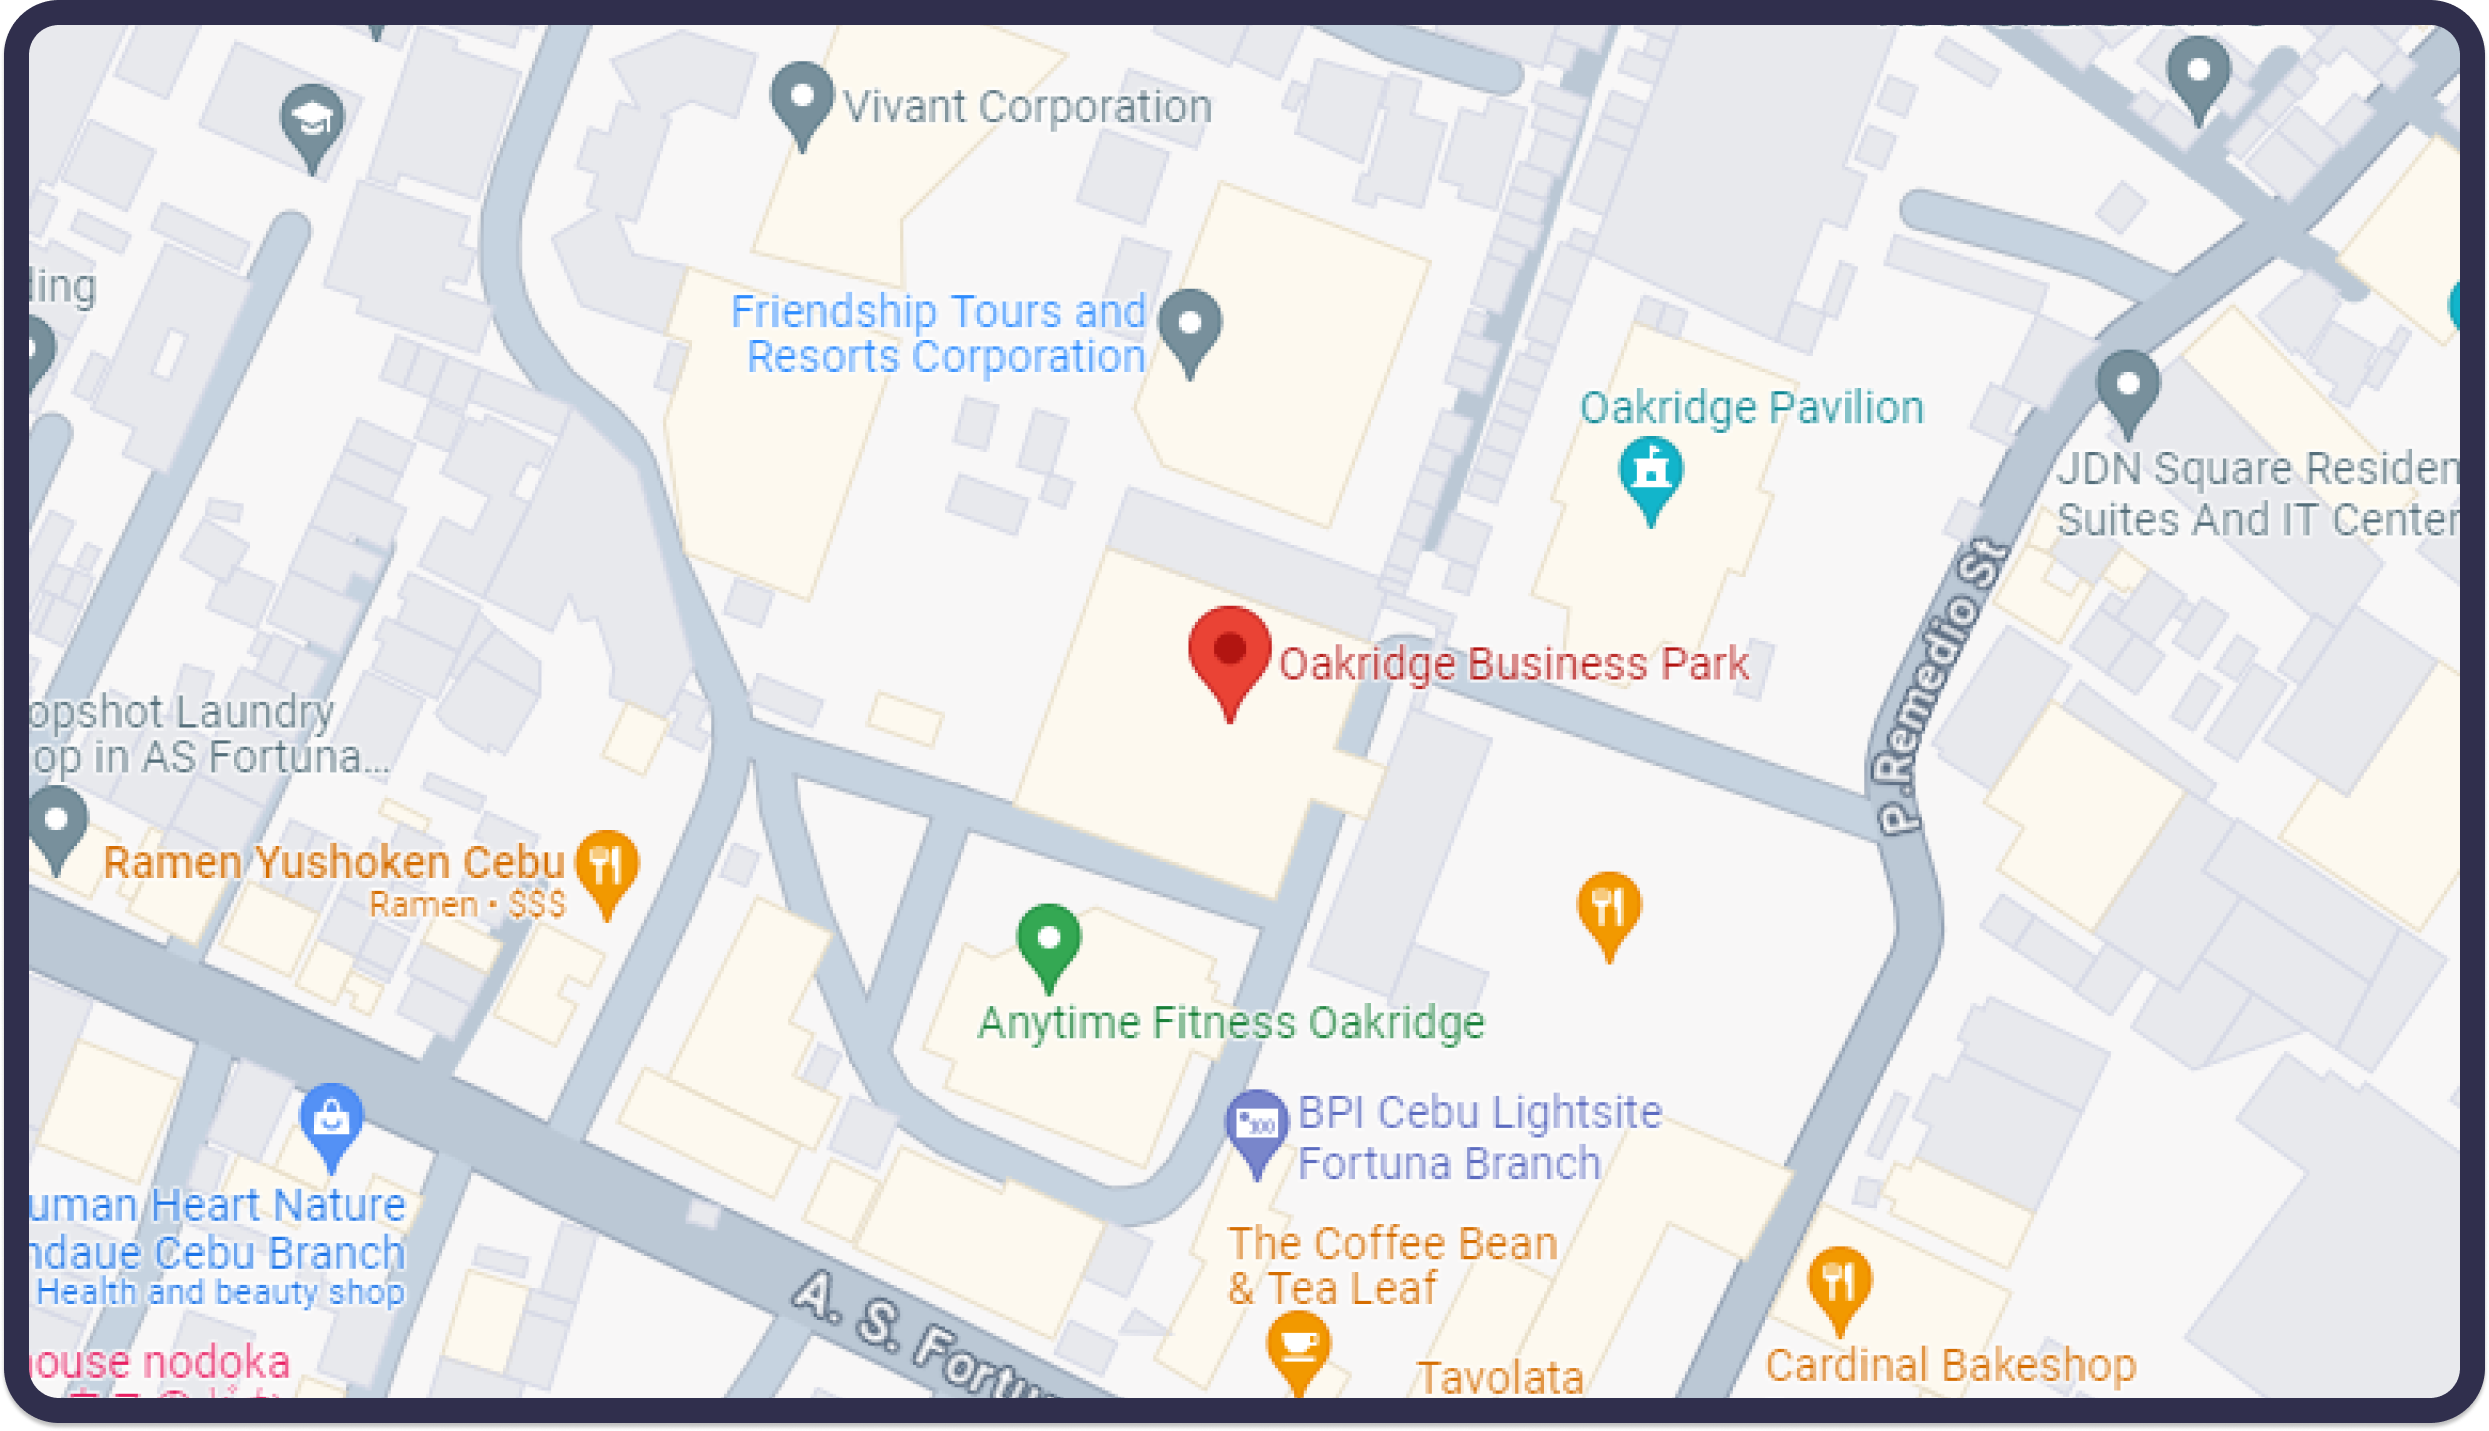 Vivant Corporation
ding
Friendship Tours and
Resorts Corporation
Oakridge Pavilion
JDN Square Residen
Suites And IT Center
P. Remedio St
Oakridge Business Park
opshot Laundry
op in AS Fortuna...
Ramen Yushoken Cebu
Ramen • $$$
Anytime Fitness Oakridge
BPI Cebu Lightsite
Fortuna Branch
uman Heart Nature
ndaue Cebu Branch
Health and beauty shop
The Coffee Bean
& Tea Leaf
A. S. Fortu
ouse nodoka
Tavolata
Cardinal Bakeshop